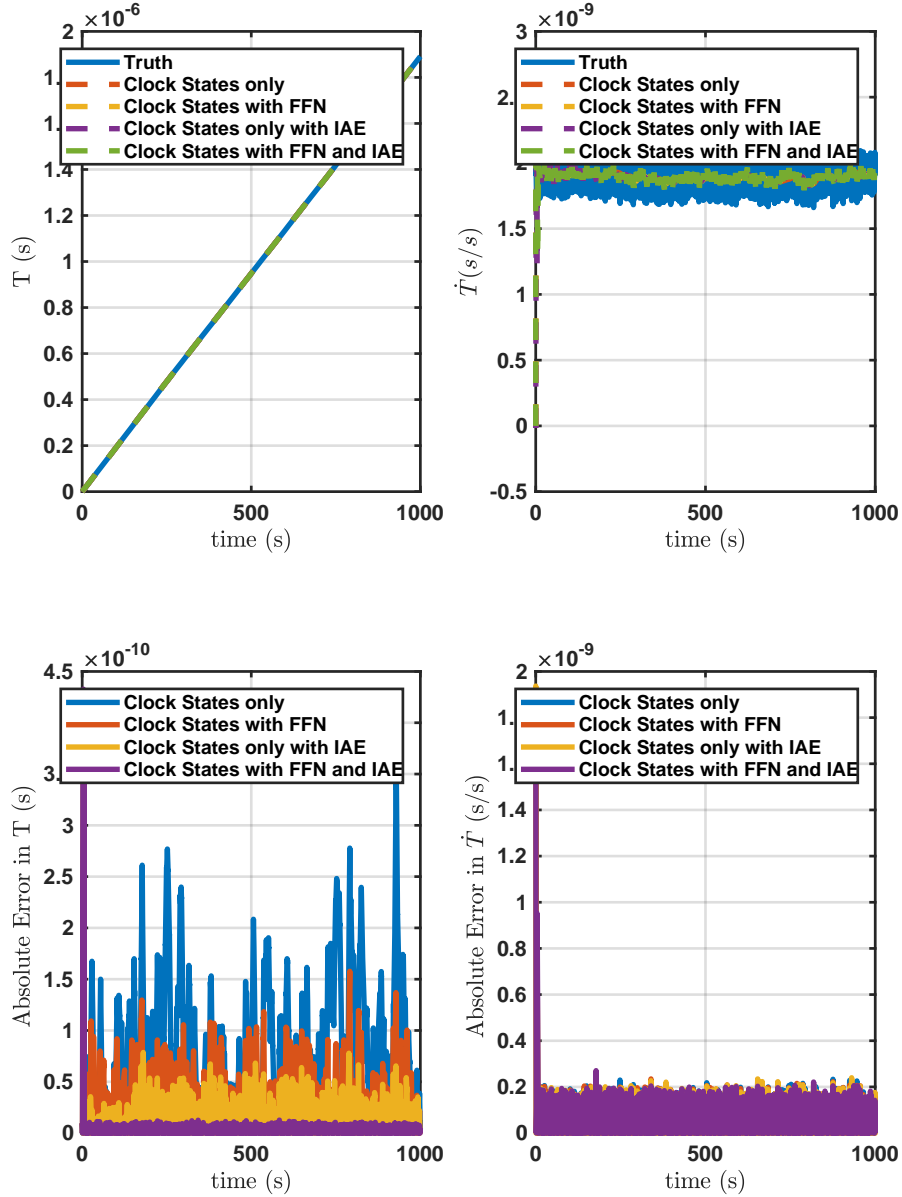 ×10⁻⁶
2
1.
1.
1.4
1.2
1
0.8
0.6
0.4
0.2
0
T (s)
Truth
Clock States only
Clock States with FFN
Clock States only with IAE
Clock States with FFN and IAE
0 500 1000
time (s)
×10⁻⁹
3
2.
2
1.5
1
0.5
0
-0.5
Ṫ(s/s)
Truth
Clock States only
Clock States with FFN
Clock States only with IAE
Clock States with FFN and IAE
0 500 1000
time (s)
×10⁻¹⁰
4.5
3.
3
2.5
2
1.5
1
0.5
0
Absolute Error in T (s)
Clock States only
Clock States with FFN
Clock States only with IAE
Clock States with FFN and IAE
0 500 1000
time (s)
×10⁻⁹
2
1.
1.
1.4
1.2
1
0.8
0.6
0.4
0.2
0
Absolute Error in Ṫ (s/s)
Clock States only
Clock States with FFN
Clock States only with IAE
Clock States with FFN and IAE
0 500 1000
time (s)